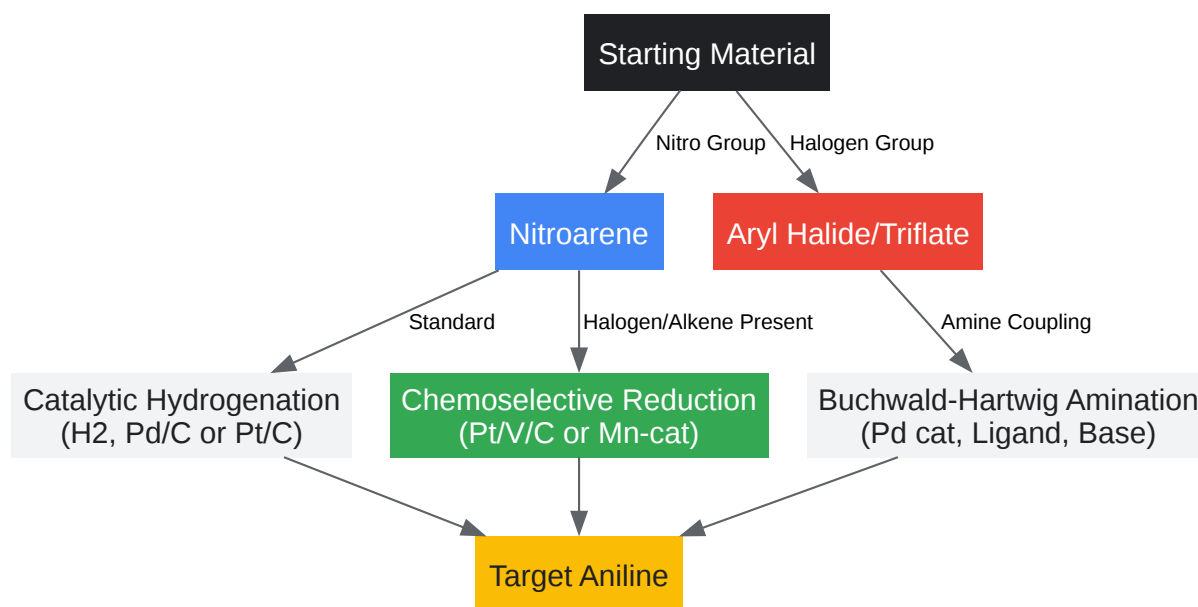 Starting Material
Nitro Group
Halogen Group
Nitroarene
Aryl Halide/Triflate
Standard
Halogen/Alkene Present
Amine Coupling
Catalytic Hydrogenation
(H2, Pd/C or Pt/C)
Chemoselective Reduction
(Pt/V/C or Mn-cat)
Buchwald-Hartwig Amination
(Pd cat, Ligand, Base)
Target Aniline